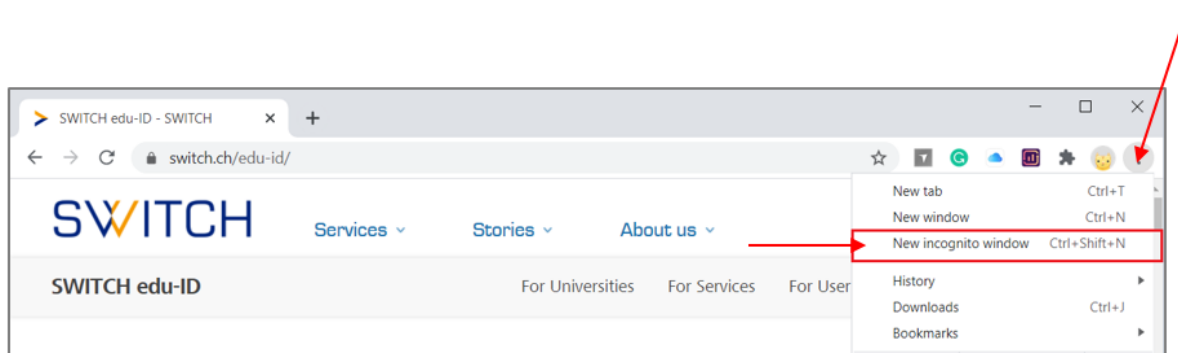 SWITCH edu-ID - SWITCH
switch.ch/edu-id/
New tab Ctrl+T
New window Ctrl+N
New incognito window Ctrl+Shift+N
History
Downloads Ctrl+J
Bookmarks
SWITCH Services Stories About us
SWITCH edu-ID For Universities For Services For User